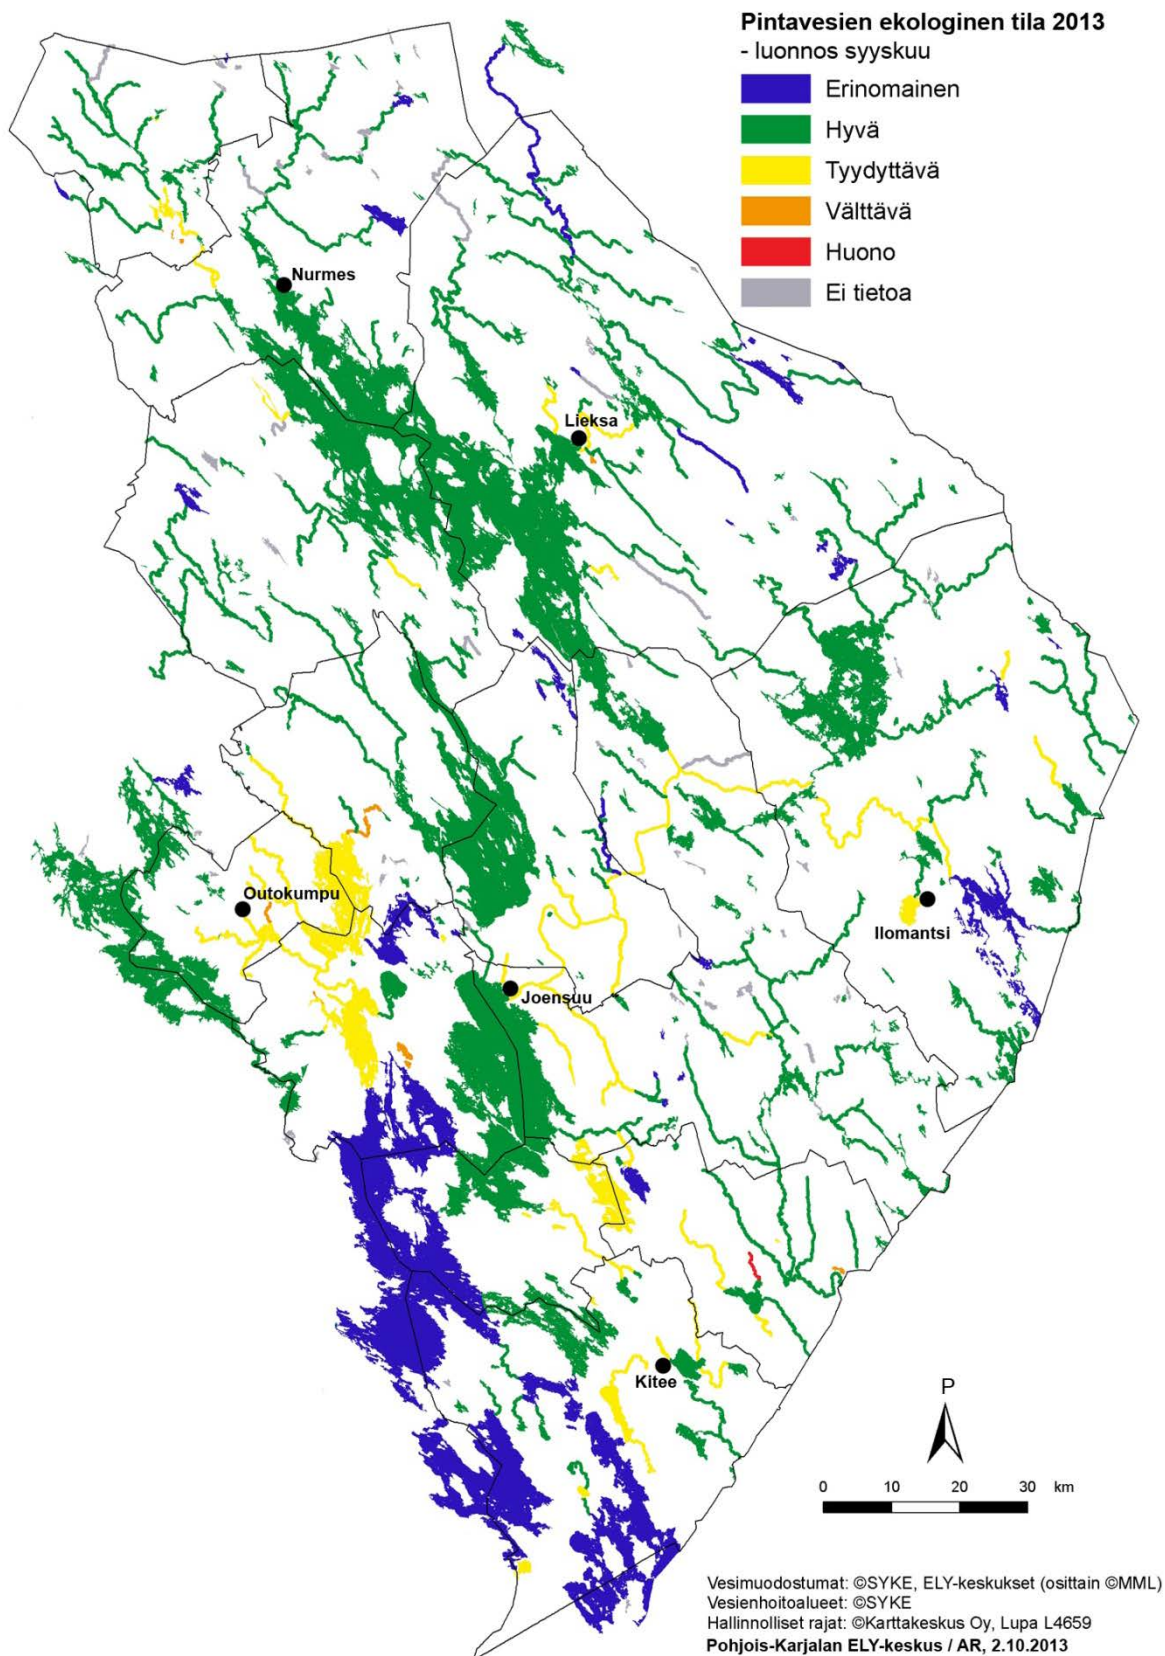 Pintavesien ekologinen tila 2013
- luonnos syyskuu
Erinomainen
Hyvä
Tyydyttävä
Välttävä
Huono
Ei tietoa
Nurmes
Lieksa
Outokumpu
Ilomantsi
Joensuu
Kitee
P
0 10 20 30 km
Vesimuodostumat: ©SYKE, ELY-keskukset (osittain ©MML)
Vesienhoitoalueet: ©SYKE
Hallinnolliset rajat: ©Karttakeskus Oy, Lupa L4659
Pohjois-Karjalan ELY-keskus / AR, 2.10.2013